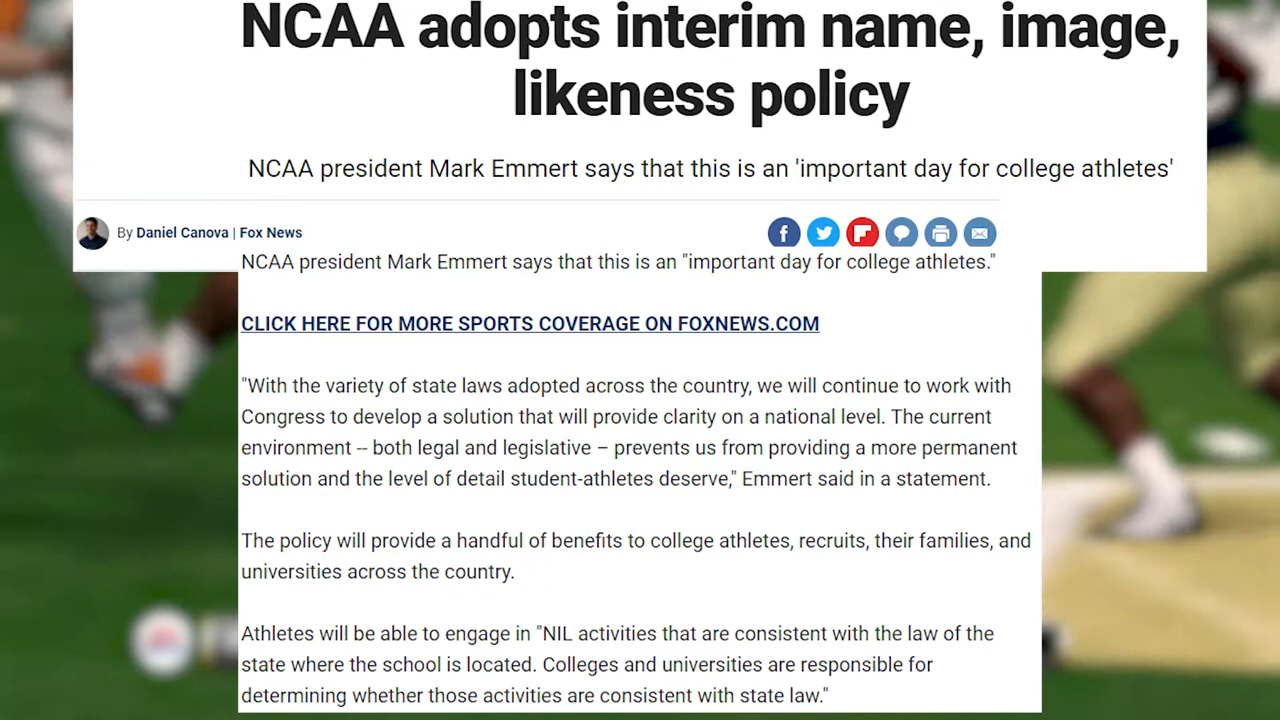 NCAA adopts interim name, image,
likeness policy
NCAA president Mark Emmert says that this is an 'important day for college athletes'
By Daniel Canova | Fox News
NCAA president Mark Emmert says that this is an "important day for college athletes."
CLICK HERE FOR MORE SPORTS COVERAGE ON FOXNEWS.COM
"With the variety of state laws adopted across the country, we will continue to work with
Congress to develop a solution that will provide clarity on a national level. The current
environment -- both legal and legislative – prevents us from providing a more permanent
solution and the level of detail student-athletes deserve," Emmert said in a statement.
The policy will provide a handful of benefits to college athletes, recruits, their families, and
universities across the country.
Athletes will be able to engage in "NIL activities that are consistent with the law of the
state where the school is located. Colleges and universities are responsible for
determining whether those activities are consistent with state law."